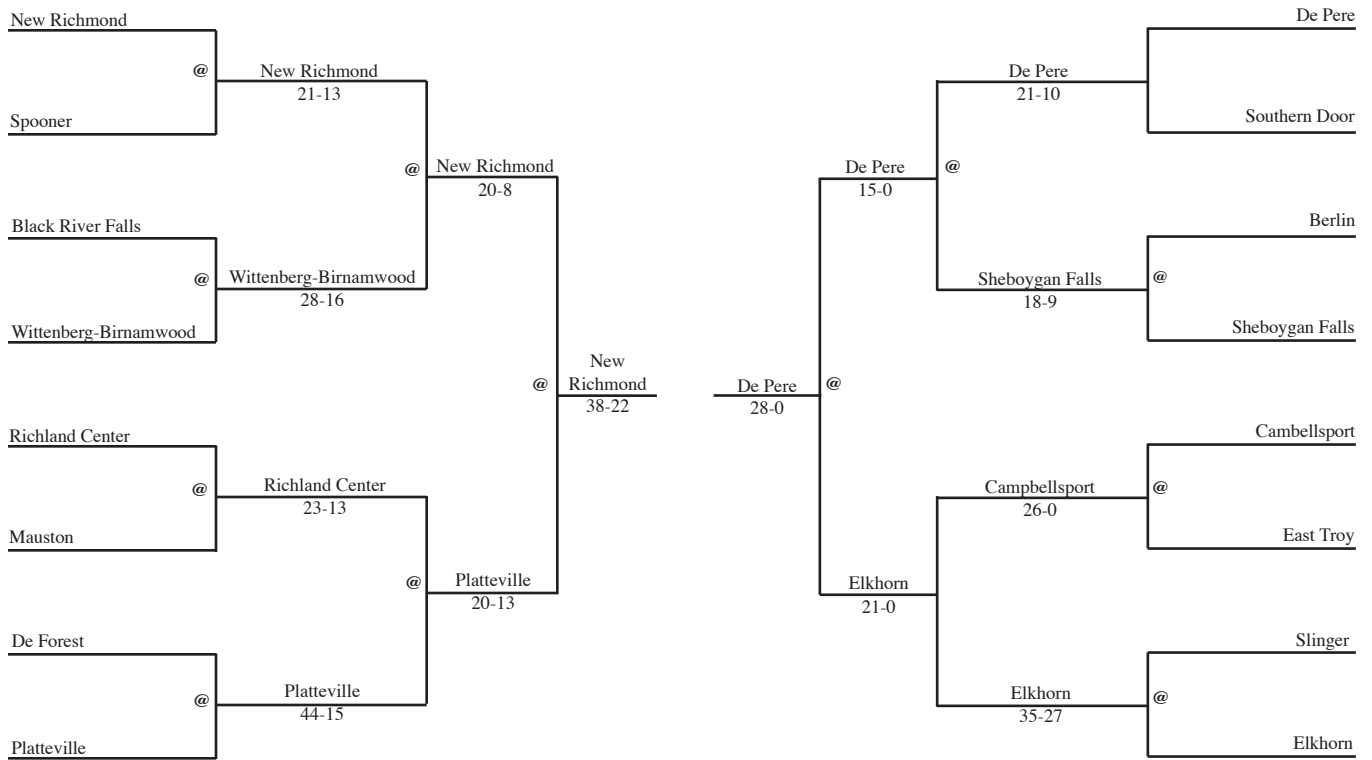 New Richmond
@
New Richmond
21-13
Spooner
@
New Richmond
20-8
Black River Falls
@
Wittenberg-Birnamwood
28-16
Wittenberg-Birnamwood
@
New
Richmond
38-22
Richland Center
@
Richland Center
23-13
Mauston
@
Platteville
20-13
De Forest
@
Platteville
44-15
Platteville
De Pere
De Pere
21-10
Southern Door
De Pere
15-0
@
Berlin
Sheboygan Falls
18-9
@
Sheboygan Falls
De Pere
28-0
@
Cambellsport
Campbellsport
26-0
@
East Troy
Elkhorn
21-0
Slinger
Elkhorn
35-27
@
Elkhorn